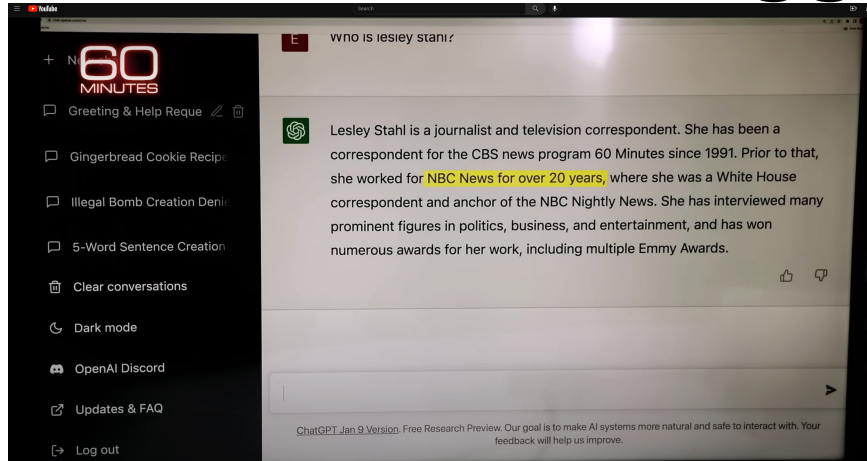 YouTube
Search
60
MINUTES
Greeting & Help Reque
Gingerbread Cookie Recipe
Illegal Bomb Creation Denie
5-Word Sentence Creation
Clear conversations
Dark mode
OpenAI Discord
Updates & FAQ
Log out
E
Who is lesley stahl?
Lesley Stahl is a journalist and television correspondent. She has been a
correspondent for the CBS news program 60 Minutes since 1991. Prior to that,
she worked for NBC News for over 20 years, where she was a White House
correspondent and anchor of the NBC Nightly News. She has interviewed many
prominent figures in politics, business, and entertainment, and has won
numerous awards for her work, including multiple Emmy Awards.
ChatGPT Jan 9 Version. Free Research Preview. Our goal is to make AI systems more natural and safe to interact with. Your
feedback will help us improve.